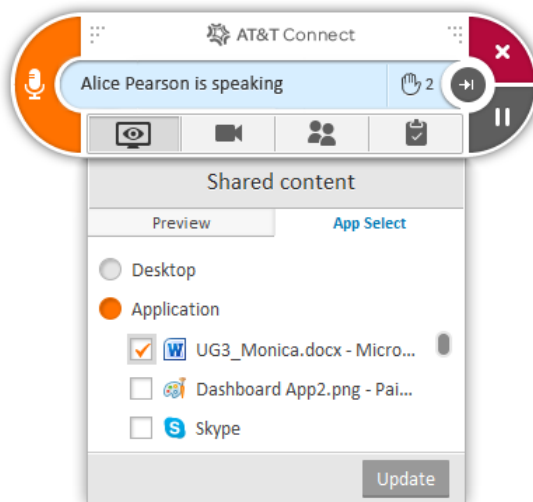 AT&T Connect
Alice Pearson is speaking
2
Shared content
Preview
App Select
Desktop
Application
W UG3_Monica.docx - Micro...
Dashboard App2.png - Pai...
S Skype
Update